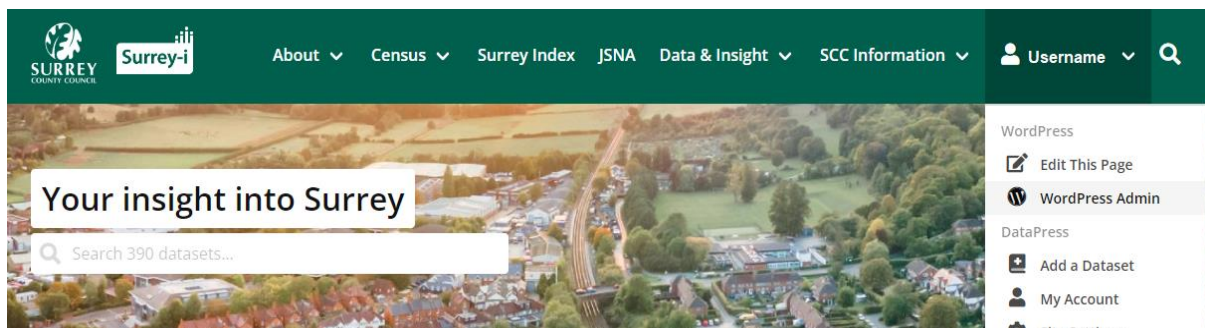 SURREY
COUNTY COUNCIL
Surrey-i
About
Census
Surrey Index
JSNA
Data & Insight
SCC Information
Username
WordPress
Edit This Page
WordPress Admin
DataPress
Add a Dataset
My Account
Your insight into Surrey
Search 390 datasets...